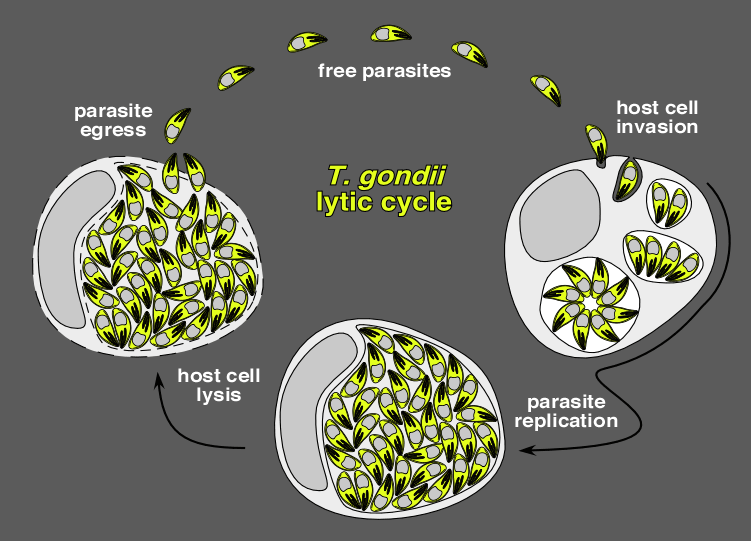 free parasites
parasite
egress
host cell
invasion
T. gondii
lytic cycle
host cell
lysis
parasite
replication